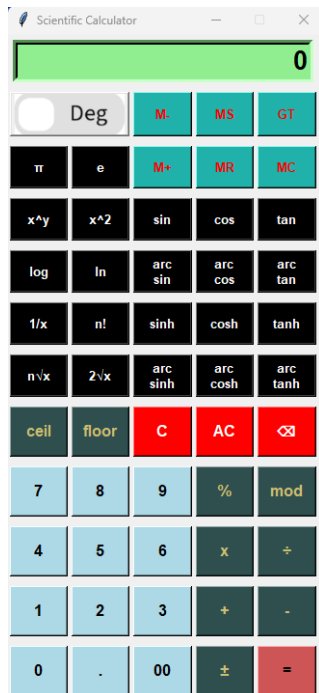 Scientific Calculator
0
Deg M- MS GT
π e M+ MR MC
x^y x^2 sin cos tan
log ln arc sin arc cos arc tan
1/x n! sinh cosh tanh
n√x 2√x arc sinh arc cosh arc tanh
ceil floor C AC ⌫
7 8 9 % mod
4 5 6 x ÷
1 2 3 + -
0 . 00 ± =